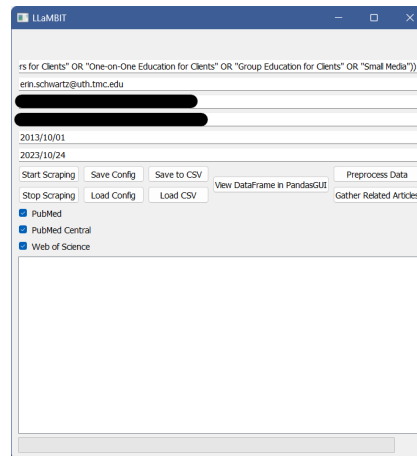 LLaMBIT
rs for Clients" OR "One-on-One Education for Clients" OR "Group Education for Clients" OR "Small Media"))
erin.schwartz@uth.tmc.edu
2013/10/01
2023/10/24
Start Scraping Save Config Save to CSV View DataFrame in PandasGUI Preprocess Data
Stop Scraping Load Config Load CSV Gather Related Articles
PubMed
PubMed Central
Web of Science